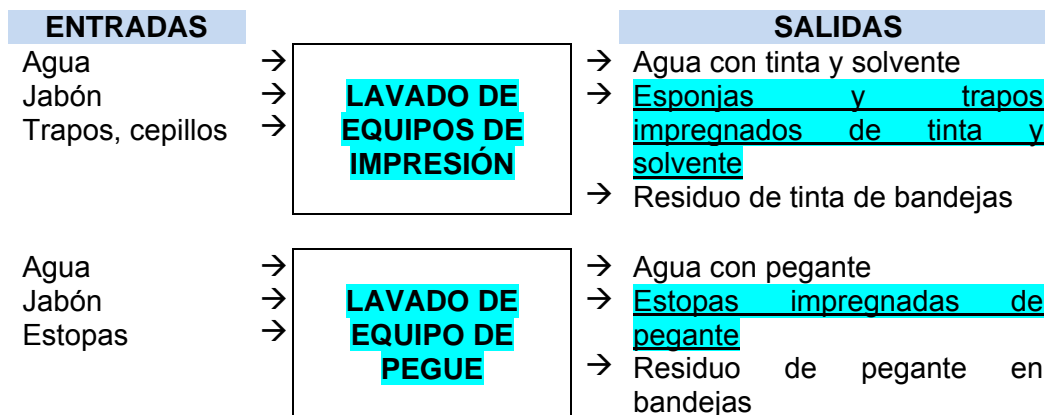 ENTRADAS
SALIDAS
Agua →
Jabón →
Trapos, cepillos →
LAVADO DE
EQUIPOS DE
IMPRESIÓN
→ Agua con tinta y solvente
→ Esponjas y trapos
impregnados de tinta y
solvente
→ Residuo de tinta de bandejas
Agua →
Jabón →
Estopas →
LAVADO DE
EQUIPO DE
PEGUE
→ Agua con pegante
→ Estopas impregnadas de
pegante
→ Residuo de pegante en
bandejas